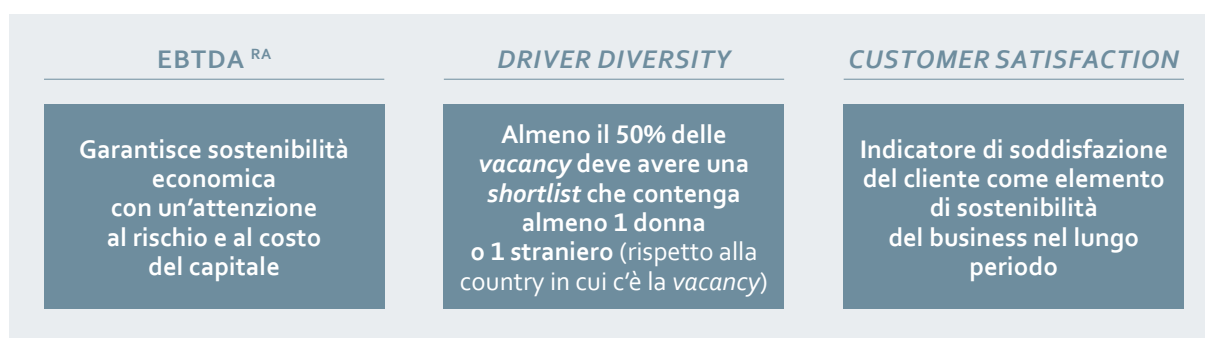 EBTDA RA
Garantisce sostenibilità
economica
con un'attenzione
al rischio e al costo
del capitale
DRIVER DIVERSITY
Almeno il 50% delle
vacancy deve avere una
shortlist che contenga
almeno 1 donna
o 1 straniero (rispetto alla
country in cui c'è la vacancy)
CUSTOMER SATISFACTION
Indicatore di soddisfazione
del cliente come elemento
di sostenibilità
del business nel lungo
periodo